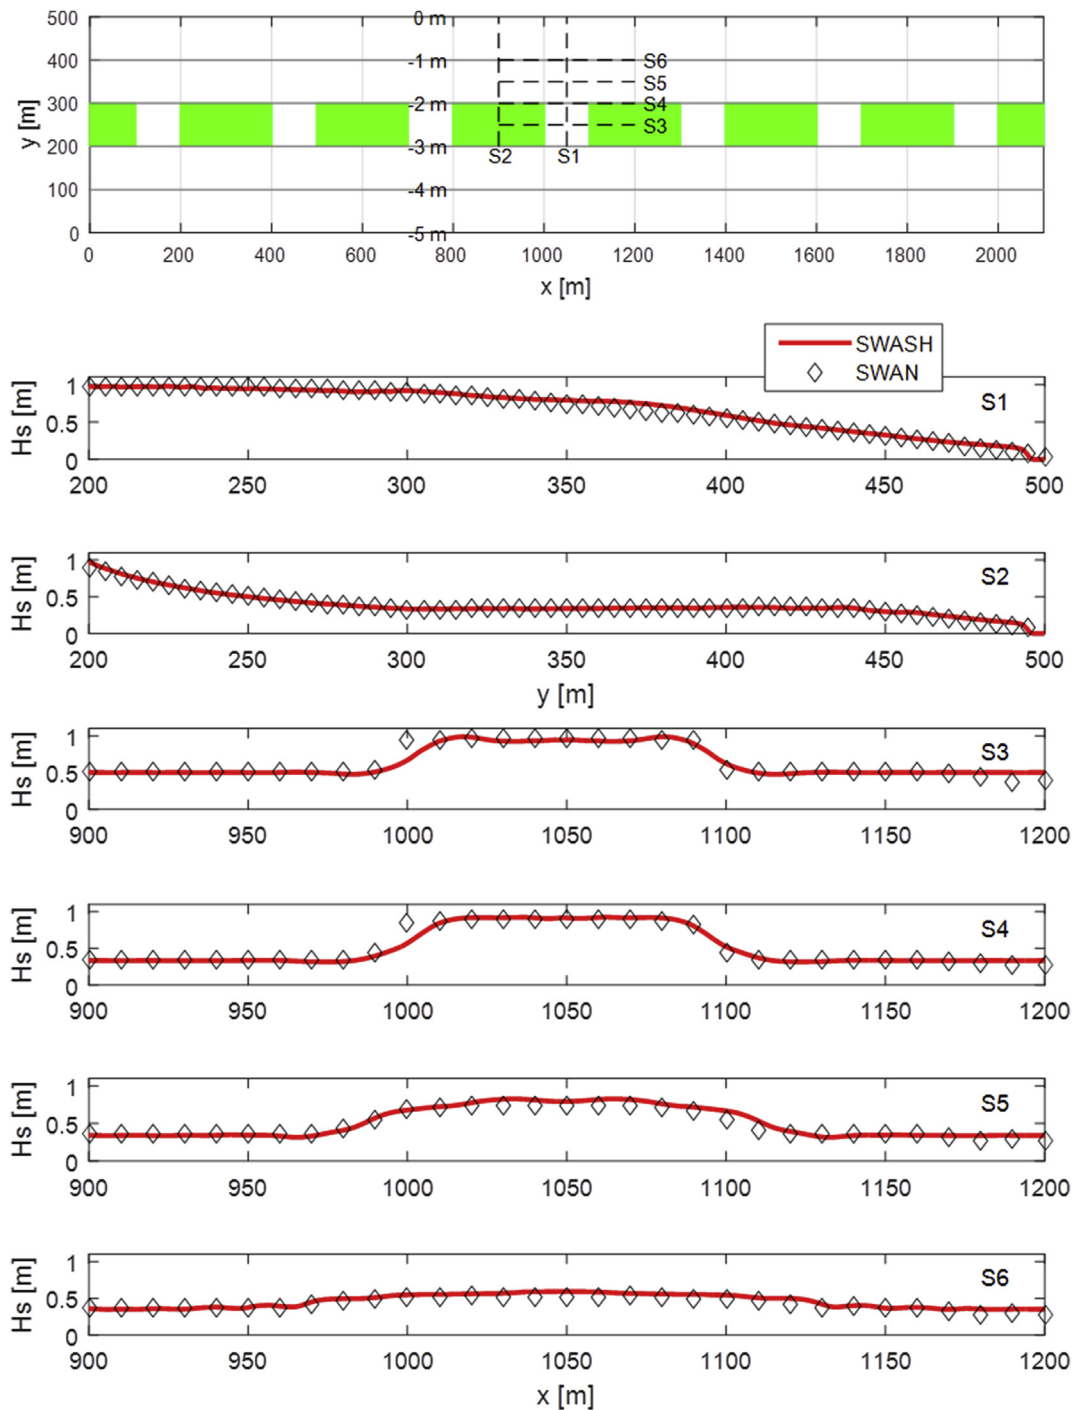 500
0 m
400
-1 m
S6
S5
y [m]
300
-2 m
S4
S3
200
-3 m
S2
S1
100
-4 m
0
-5 m
0
200
400
600
800
1000
1200
1400
1600
1800
2000
x [m]
SWASH
SWAN
Hs [m]
1
0.5
0
S1
200
250
300
350
400
450
500
Hs [m]
1
0.5
0
S2
200
250
300
350
400
450
500
y [m]
Hs [m]
1
0.5
0
S3
900
950
1000
1050
1100
1150
1200
Hs [m]
1
0.5
0
S4
900
950
1000
1050
1100
1150
1200
Hs [m]
1
0.5
0
S5
900
950
1000
1050
1100
1150
1200
Hs [m]
1
0.5
0
S6
900
950
1000
1050
1100
1150
1200
x [m]